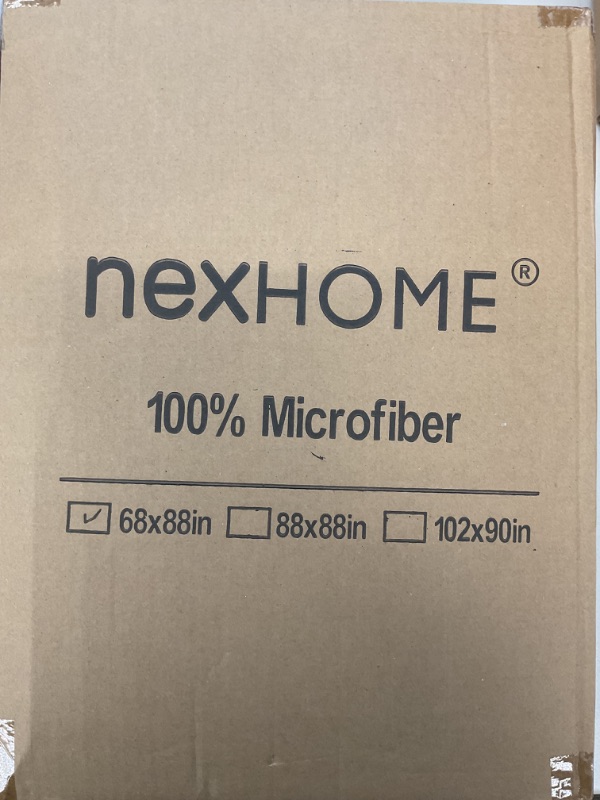 nexHOME®
100% Microfiber
☑ 68x88in ☐ 88x88in ☐ 102x90in